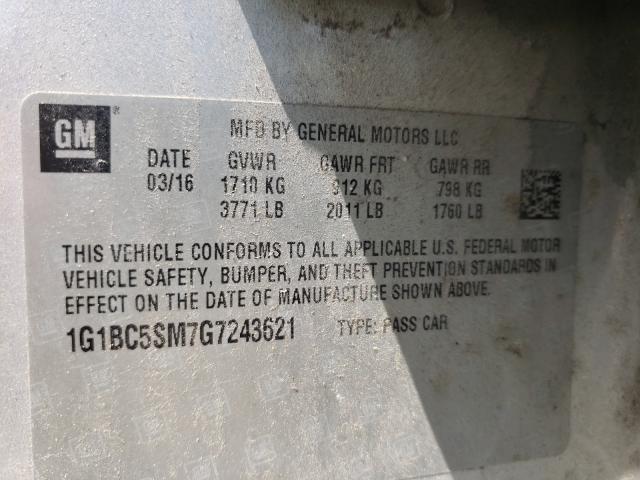 GM®
MFD BY GENERAL MOTORS LLC
DATE GVWR GAWR FRT GAWR RR
03/16 1710 KG 912 KG 798 KG
3771 LB 2011 LB 1760 LB
THIS VEHICLE CONFORMS TO ALL APPLICABLE U.S. FEDERAL MOTOR
VEHICLE SAFETY, BUMPER, AND THEFT PREVENTION STANDARDS IN
EFFECT ON THE DATE OF MANUFACTURE SHOWN ABOVE.
1G1BC5SM7G7243621 TYPE: PASS CAR